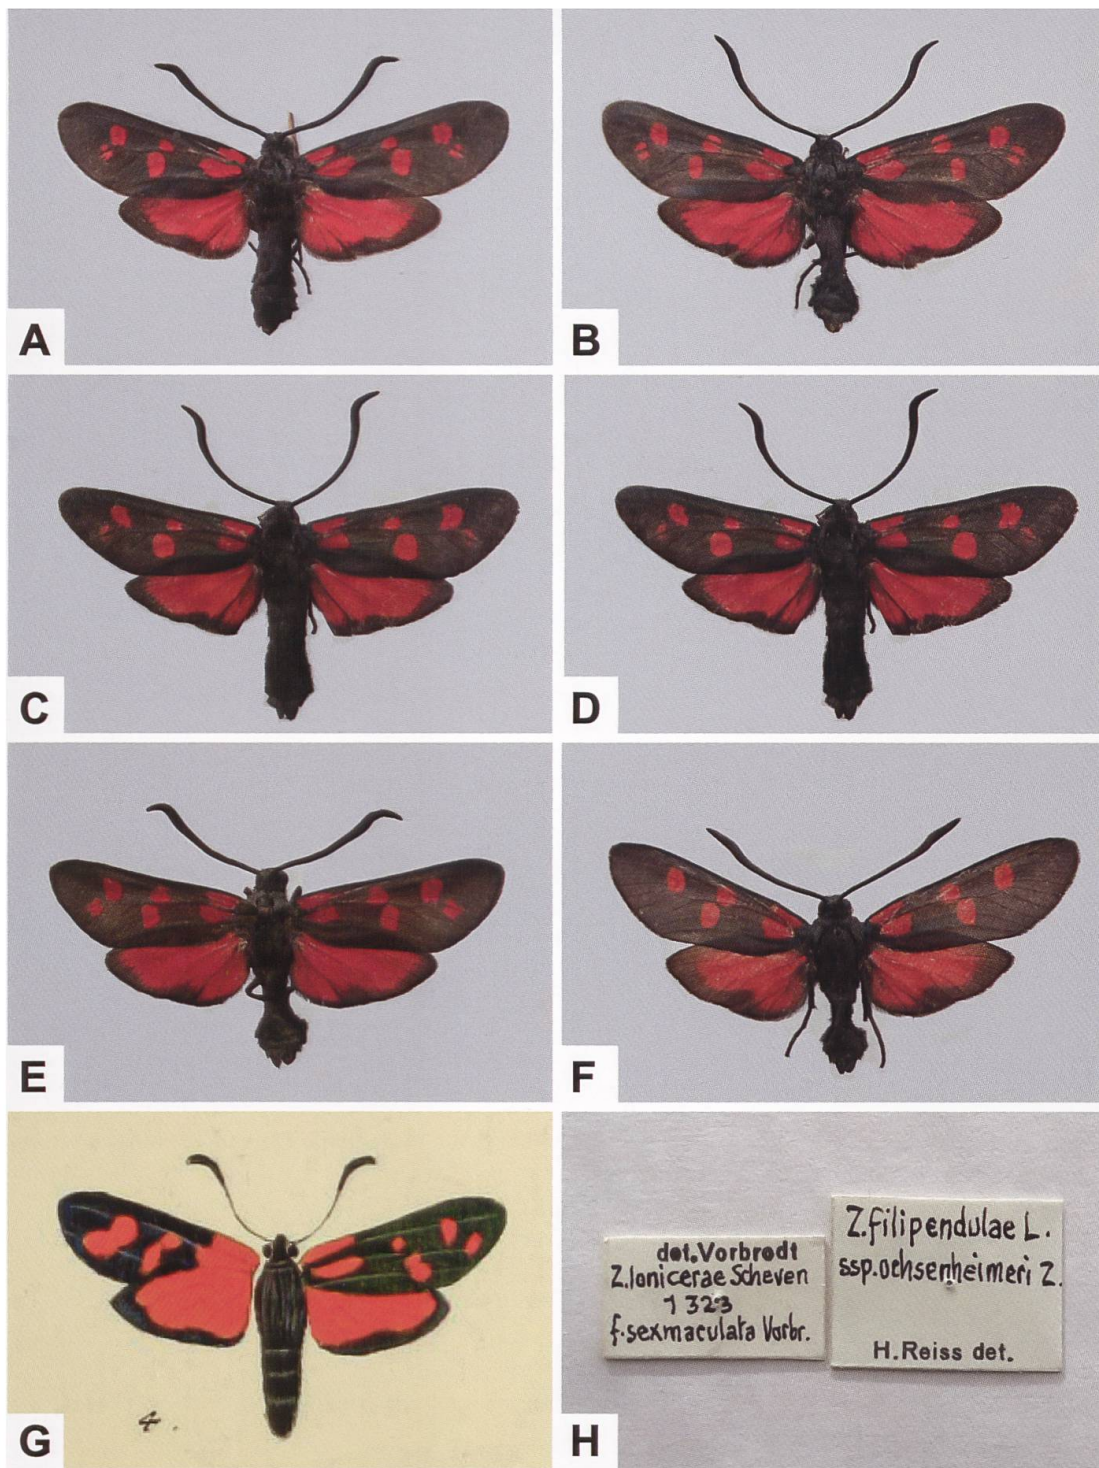 A
B
C
D
E
F
4.
G
det.Vorbrodt
Z.lonicerae Scheven
1323
f.sexmaculata Vorbr.
Z.filipendulae L.
ssp.ochsenheimeri Z.
H.Reiss det.
H